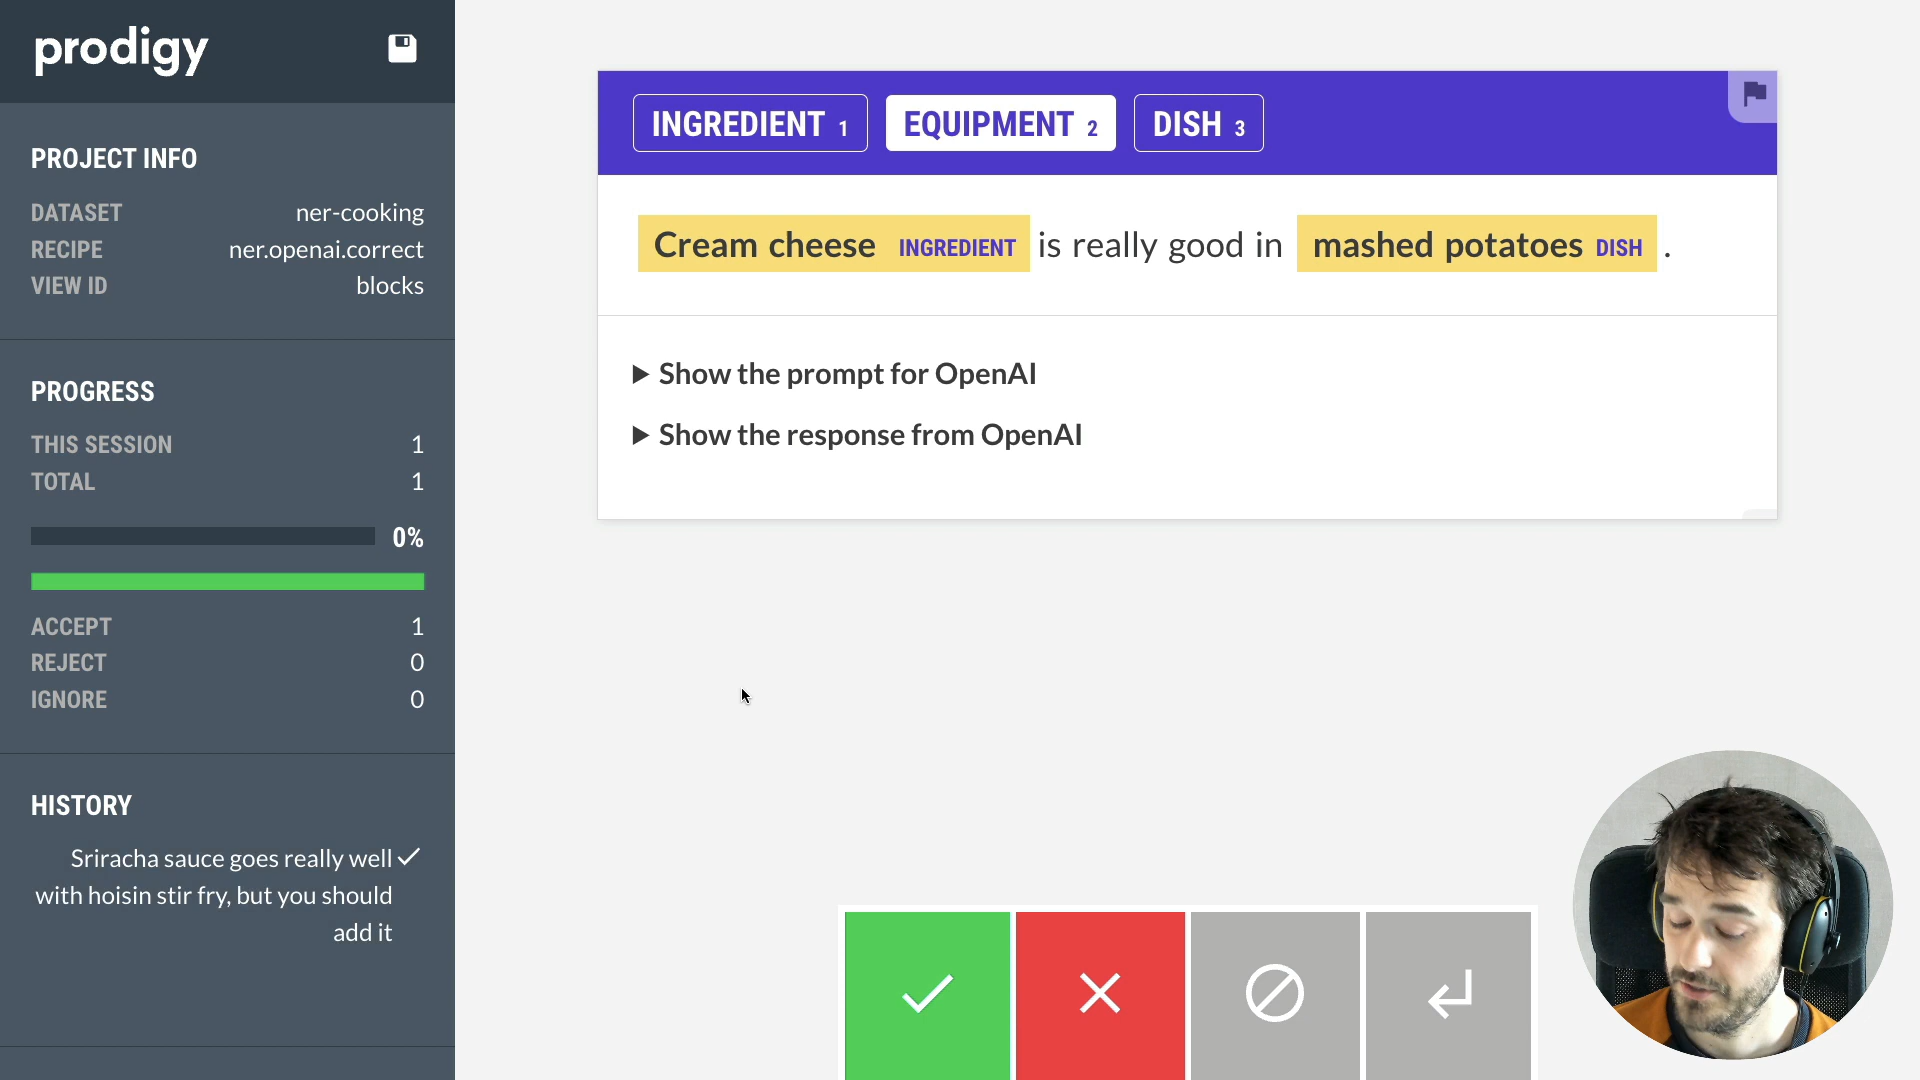 prodigy
PROJECT INFO
DATASET ner-cooking
RECIPE ner.openai.correct
VIEW ID blocks
PROGRESS
THIS SESSION 1
TOTAL 1
0%
ACCEPT 1
REJECT 0
IGNORE 0
HISTORY
Sriracha sauce goes really well
with hoisin stir fry, but you should
add it
INGREDIENT 1 EQUIPMENT 2 DISH 3
Cream cheese INGREDIENT is really good in mashed potatoes DISH .
Show the prompt for OpenAI
Show the response from OpenAI